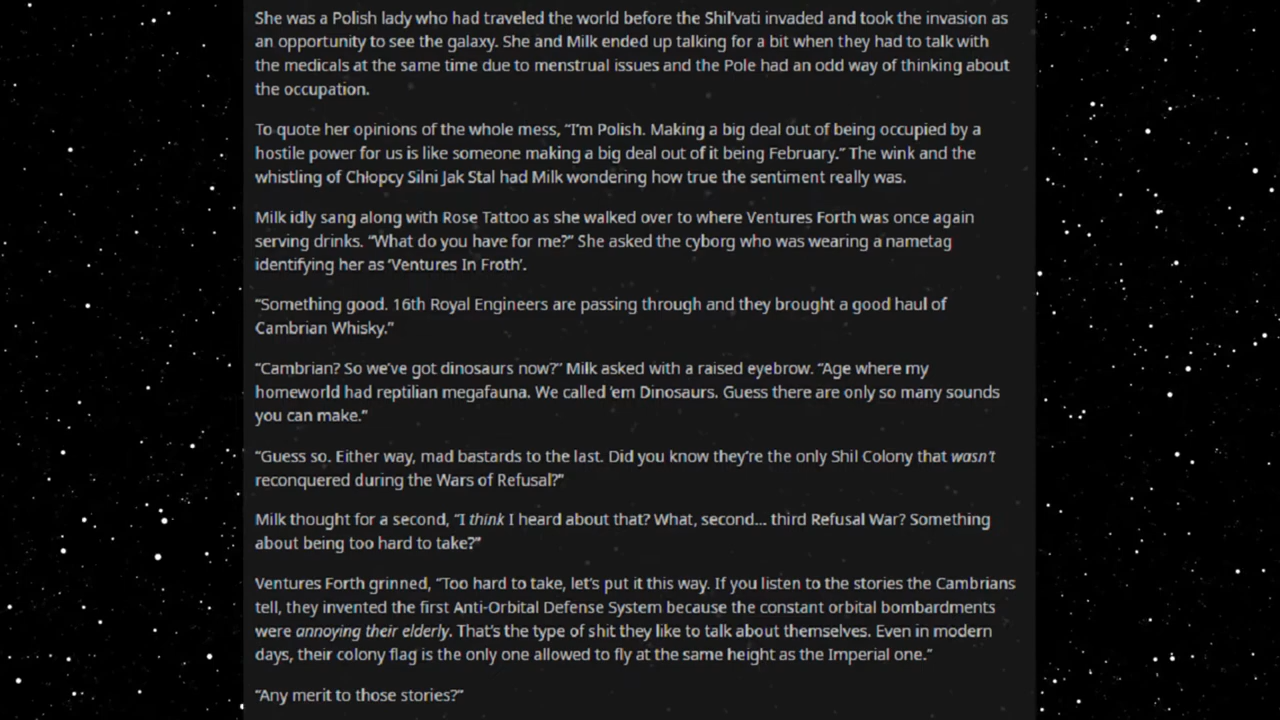 She was a Polish lady who had traveled the world before the Shil’vati invaded and took the invasion as
an opportunity to see the galaxy. She and Milk ended up talking for a bit when they had to talk with
the medicals at the same time due to menstrual issues and the Pole had an odd way of thinking about
the occupation.
To quote her opinions of the whole mess, “I’m Polish. Making a big deal out of being occupied by a
hostile power for us is like someone making a big deal out of it being February.” The wink and the
whistling of Chłopcy Silni Jak Stal had Milk wondering how true the sentiment really was.
Milk idly sang along with Rose Tattoo as she walked over to where Ventures Forth was once again
serving drinks. “What do you have for me?” She asked the cyborg who was wearing a nametag
identifying her as ‘Ventures In Froth’.
“Something good. 16th Royal Engineers are passing through and they brought a good haul of
Cambrian Whisky.”
“Cambrian? So we’ve got dinosaurs now?” Milk asked with a raised eyebrow. “Age where my
homeworld had reptilian megafauna. We called ‘em Dinosaurs. Guess there are only so many sounds
you can make.”
“Guess so. Either way, mad bastards to the last. Did you know they’re the only Shil Colony that wasn’t
reconquered during the Wars of Refusal?”
Milk thought for a second, “I think I heard about that? What, second... third Refusal War? Something
about being too hard to take?”
Ventures Forth grinned, “Too hard to take, let’s put it this way. If you listen to the stories the Cambrians
tell, they invented the first Anti-Orbital Defense System because the constant orbital bombardments
were annoying their elderly. That’s the type of shit they like to talk about themselves. Even in modern
days, their colony flag is the only one allowed to fly at the same height as the Imperial one.”
“Any merit to those stories?”